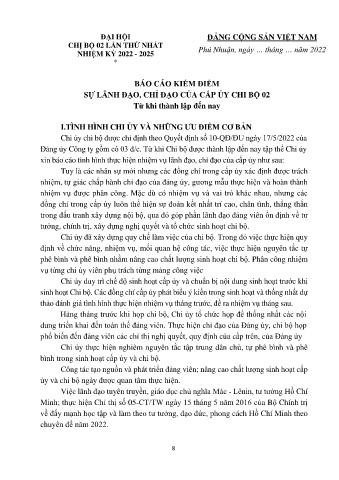 ĐẠI HỘI
CHỊ BỘ 02 LẦN THỨ NHẤT
NHIỆM KỲ 2022 - 2025
*
ĐẢNG CỘNG SẢN VIỆT NAM
Phú Nhuận, ngày … tháng … năm 2022
BÁO CÁO KIỂM ĐIỂM
SỰ LÃNH ĐẠO, CHỈ ĐẠO CỦA CẤP ỦY CHI BỘ 02
Từ khi thành lập đến nay
I.TÌNH HÌNH CHI ỦY VÀ NHỮNG ƯU ĐIỂM CƠ BẢN
Chi ủy chi bộ được chỉ định theo Quyết định số 10-QĐ/ĐU ngày 17/5/2022 của
Đảng ủy Công ty gồm có 03 đ/c. Từ khi Chi bộ được thành lập đến nay tập thể Chi ủy
xin báo cáo tình hình thực hiện nhiệm vụ lãnh đạo, chỉ đạo của cấp ủy như sau:
Tuy là các nhân sự mới nhưng các đồng chí trong cấp ủy xác định được trách
nhiệm, tự giác chấp hành chỉ đạo của đảng ủy, gương mẫu thực hiện và hoàn thành
nhiệm vụ được phân công. Mặc dù có nhiệm vụ và vai trò khác nhau, nhưng các
đồng chí trong cấp ủy luôn thể hiện sự đoàn kết nhất trí cao, chân tình, thẳng thắn
trong đấu tranh xây dựng nội bộ, qua đó góp phần lãnh đạo đảng viên ổn định về tư
tưởng, chính trị, xây dựng nghị quyết và tổ chức sinh hoạt chi bộ.
Chi ủy đã xây dựng quy chế làm việc của chi bộ. Trong đó việc thực hiện quy
định về chức năng, nhiệm vụ, mối quan hệ công tác, việc thực hiện nguyên tắc tự
phê bình và phê bình nhằm nâng cao chất lượng sinh hoạt chi bộ. Phân công nhiệm
vụ từng chi ủy viên phụ trách từng mảng công việc
Chi ủy duy trì chế độ sinh hoạt cấp ủy và chuẩn bị nội dung sinh hoạt trước khi
sinh hoạt Chi bộ. Các đồng chí cấp ủy phát biểu ý kiến trong sinh hoạt và thống nhất dự
thảo đánh giá tình hình thực hiện nhiệm vụ tháng trước, đề ra nhiệm vụ tháng sau.
Hàng tháng trước khi họp chi bộ, Chi ủy tổ chức họp để thống nhất các nội
dung triển khai đến toàn thể đảng viên. Thực hiện chỉ đạo của Đảng ủy, chi bộ họp
phổ biến đến đảng viên các chỉ thị nghị quyết, quy định của cấp trên, của Đảng ủy
Chi ủy thực hiện nghiêm nguyên tắc tập trung dân chủ, tự phê bình và phê
bình trong sinh hoạt cấp ủy và chi bộ.
Công tác tạo nguồn và phát triển đảng viên; nâng cao chất lượng sinh hoạt cấp
ủy và chi bộ ngày được quan tâm thực hiện.
Việc lãnh đạo tuyên truyền, giáo dục chủ nghĩa Mác - Lênin, tư tưởng Hồ Chí
Minh; thực hiện Chỉ thị số 05-CT/TW ngày 15 tháng 5 năm 2016 của Bộ Chính trị
về đẩy mạnh học tập và làm theo tư tưởng, đạo đức, phong cách Hồ Chí Minh theo
chuyên đề năm 2022.
8